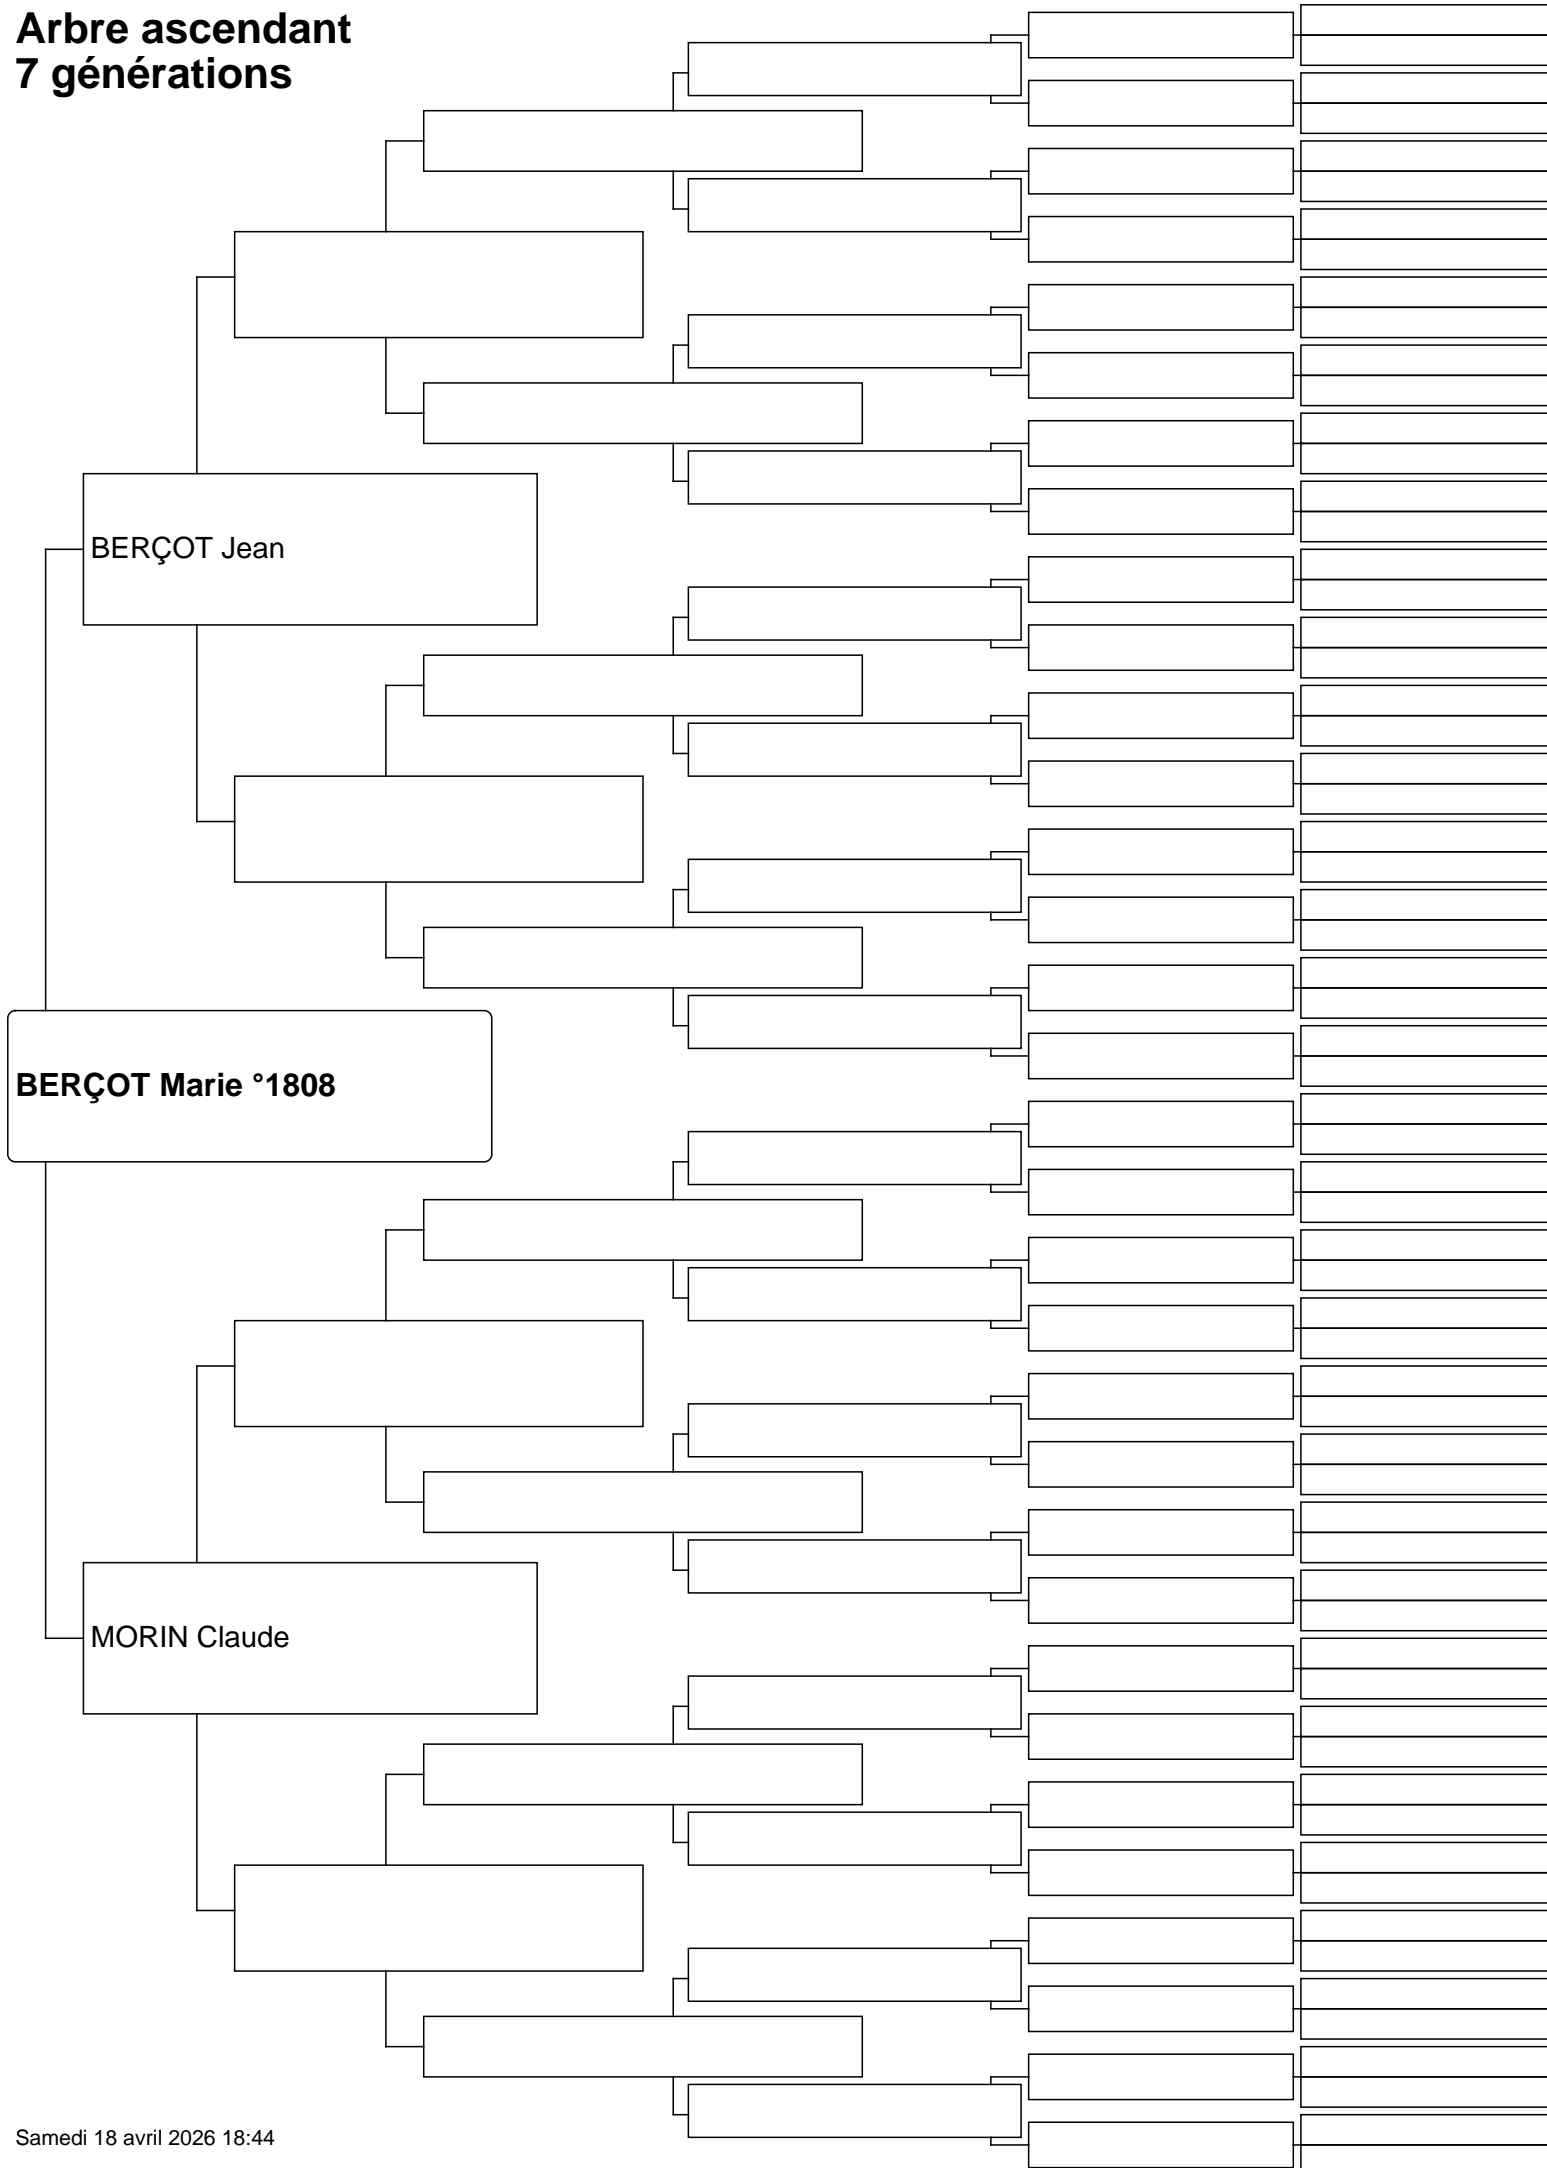 Arbre ascendant
7 générations
BERÇOT Jean
BERÇOT Marie °1808
MORIN Claude
Samedi 18 avril 2026 18:44